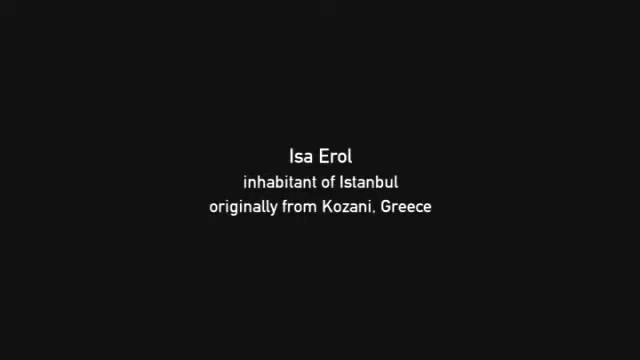 Isa Erol
inhabitant of Istanbul
originally from Kozani, Greece